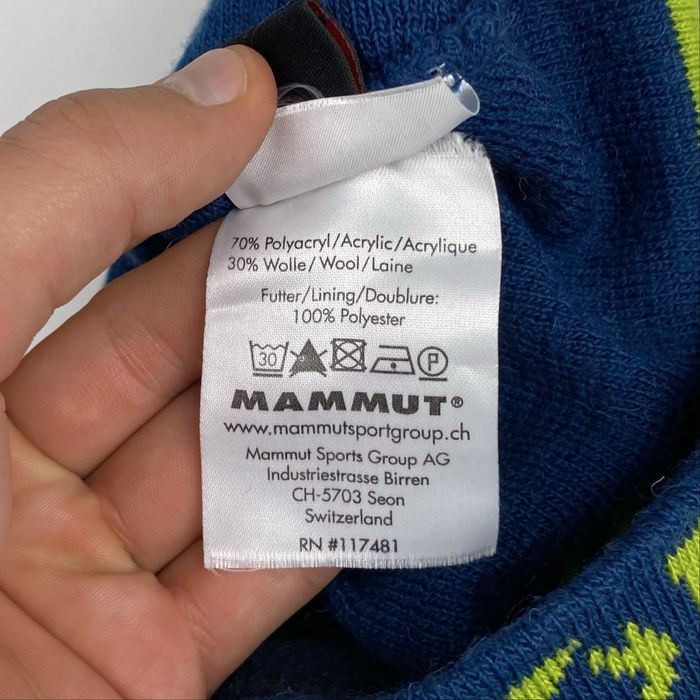 70% Polyacryl/Acrylic/Acrylique
30% Wolle/Wool/Laine
Futter/Lining/Doublure:
100% Polyester
30 P
MAMMUT®
www.mammutsportgroup.ch
Mammut Sports Group AG
Industriestrasse Birren
CH-5703 Seon
Switzerland
RN #117481